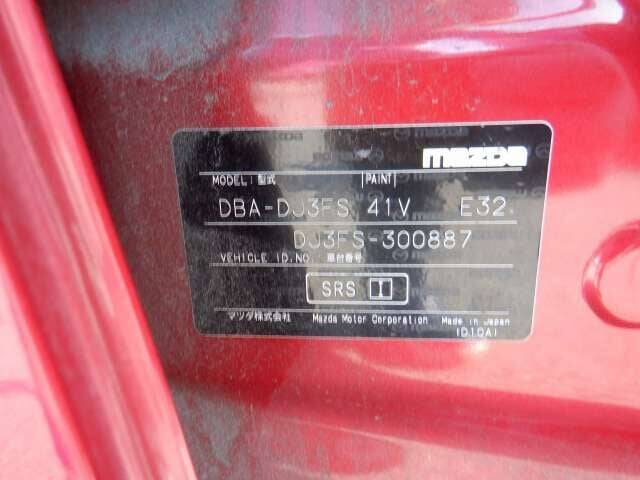 mazda
MODEL: 型式 PAINT
DBA-DJ3FS 41V E32
DJ3FS-300887
VEHICLE ID.NO. 車台番号
SRS I
マツダ株式会社 Mazda Motor Corporation Made in Japan
(D10A)